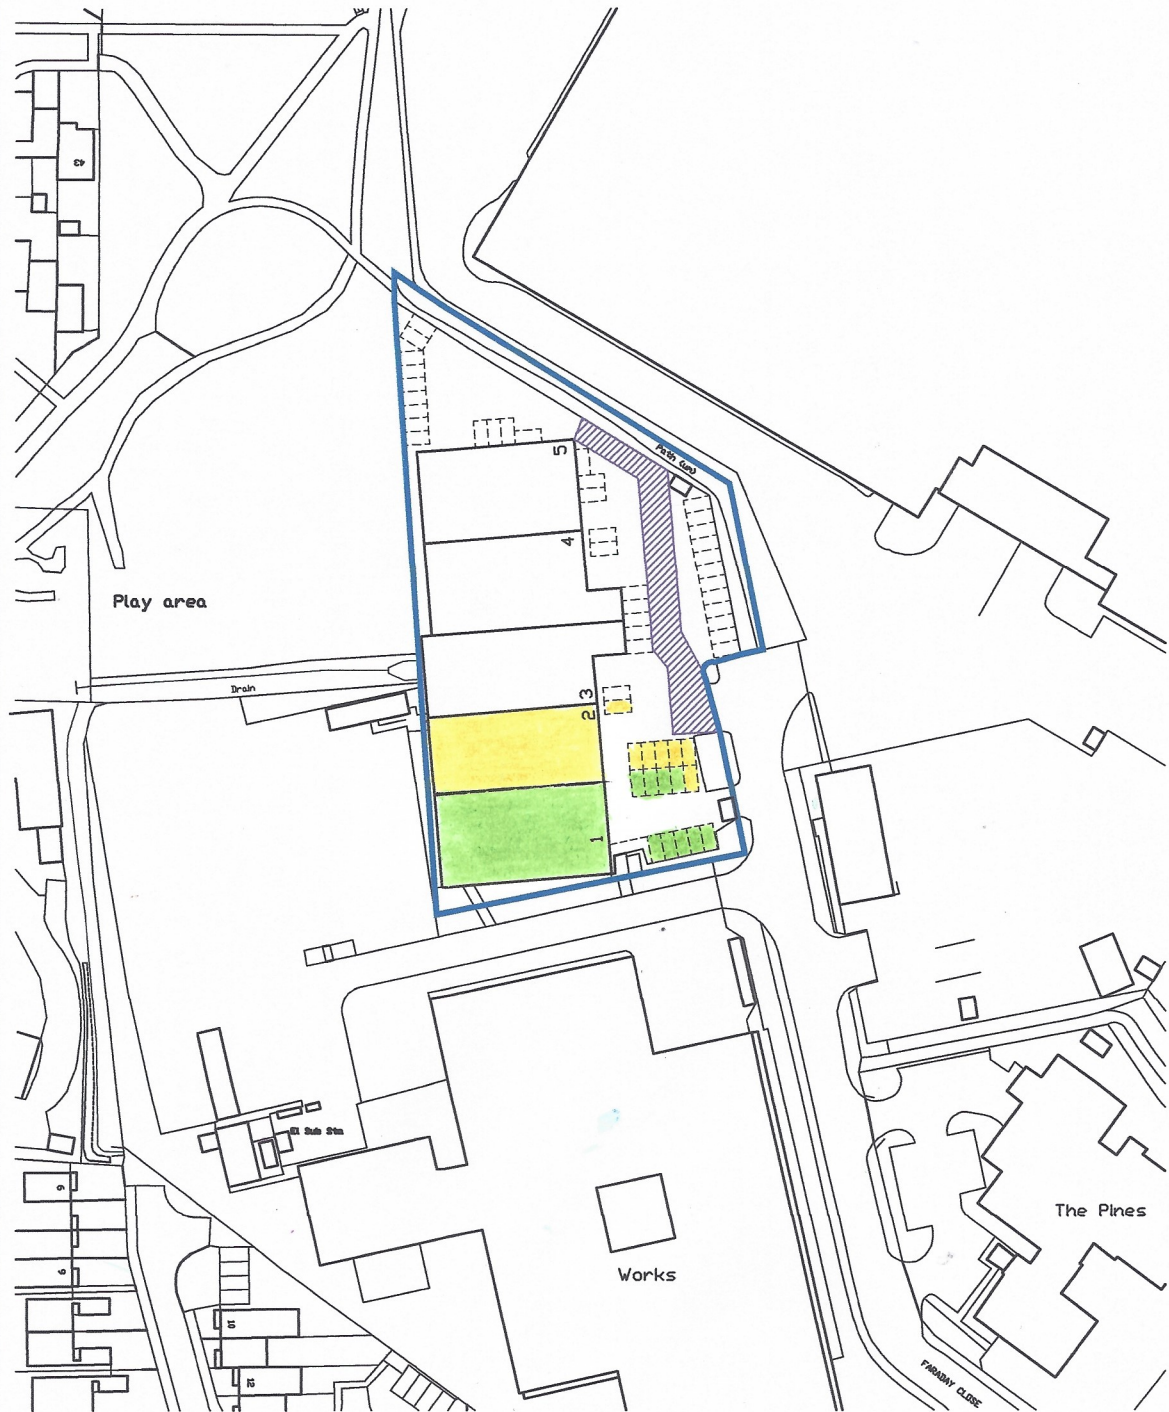 43
5
Path (um)
4
Play area
Drain
3
2
1
El Sub Sta
9
6
10
12
Works
The Pines
FARADAY CLOSE